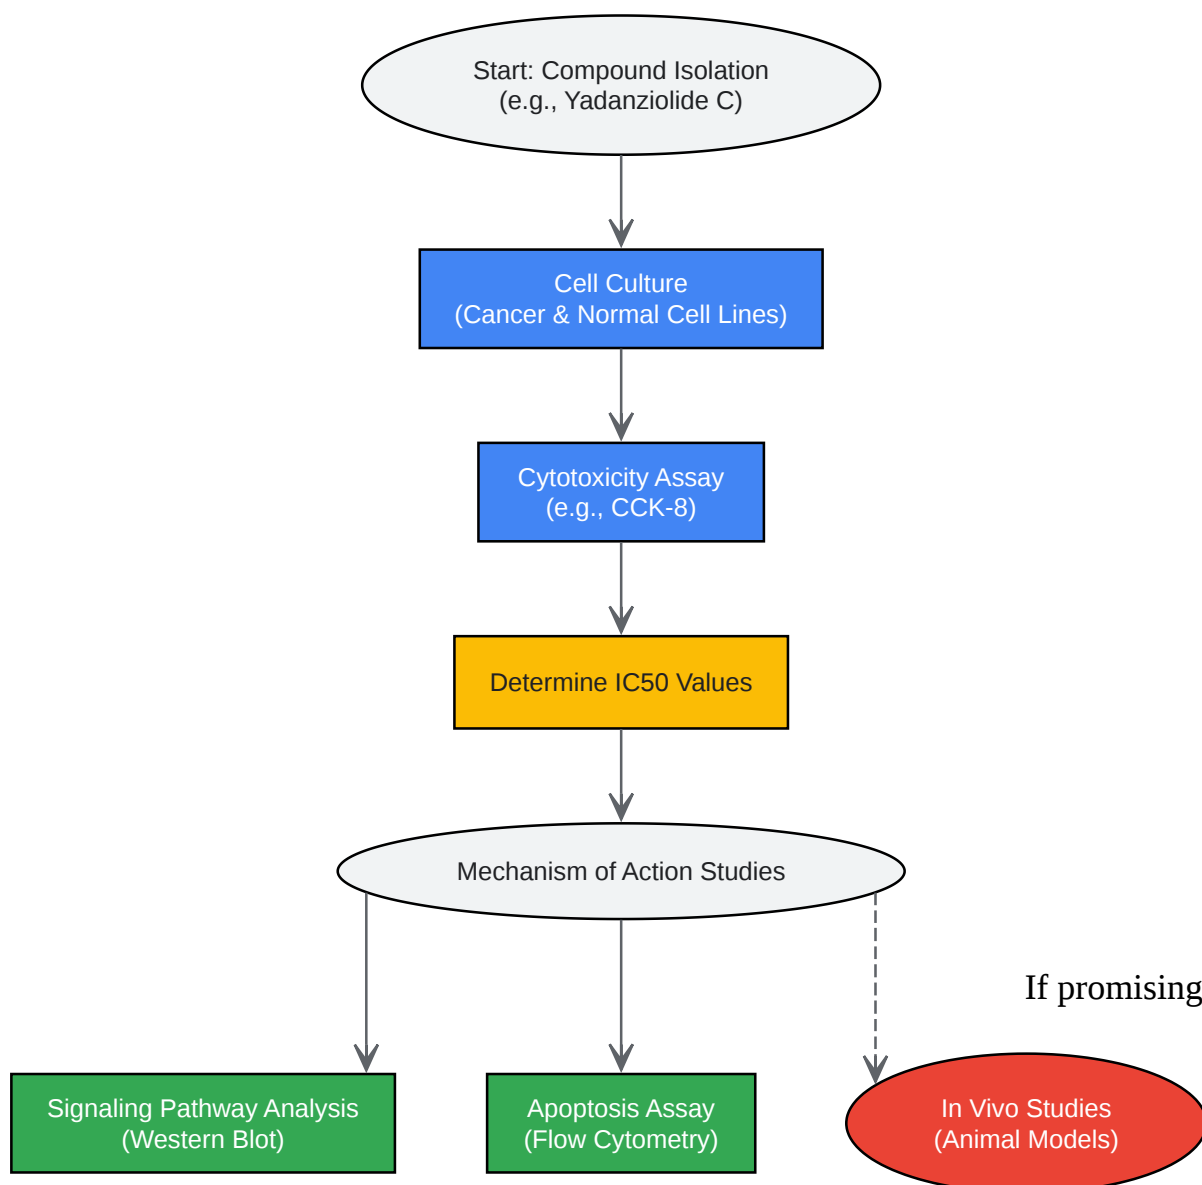 Start: Compound Isolation
(e.g., Yadanziolide C)
Cell Culture
(Cancer & Normal Cell Lines)
Cytotoxicity Assay
(e.g., CCK-8)
Determine IC50 Values
Mechanism of Action Studies
If promising
Signaling Pathway Analysis
(Western Blot)
Apoptosis Assay
(Flow Cytometry)
In Vivo Studies
(Animal Models)